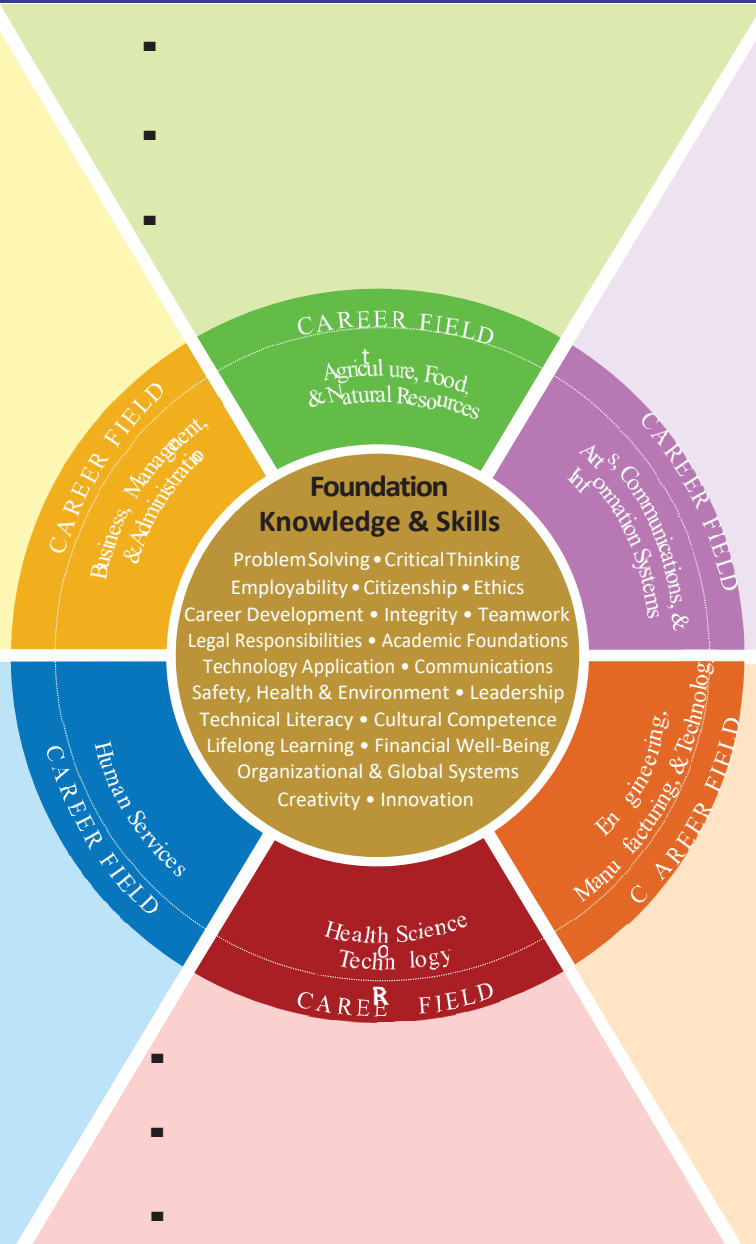 CAREER FIELD
Agriculture, Food,
& Natural Resources
CAREER FIELD
Business, Management,
& Administratio
CAREER FIELD
Arts, Communications, &
Information Systems
Foundation
Knowledge & Skills
Problem Solving • Critical Thinking
Employability • Citizenship • Ethics
Career Development • Integrity • Teamwork
Legal Responsibilities • Academic Foundations
Technology Application • Communications
Safety, Health & Environment • Leadership
Technical Literacy • Cultural Competence
Lifelong Learning • Financial Well-Being
Organizational & Global Systems
Creativity • Innovation
Human Services
CAREER FIELD
Engineering,
Manufacturing, & Technolog
CAREER FIELD
Health Science
Technology
CAREER FIELD